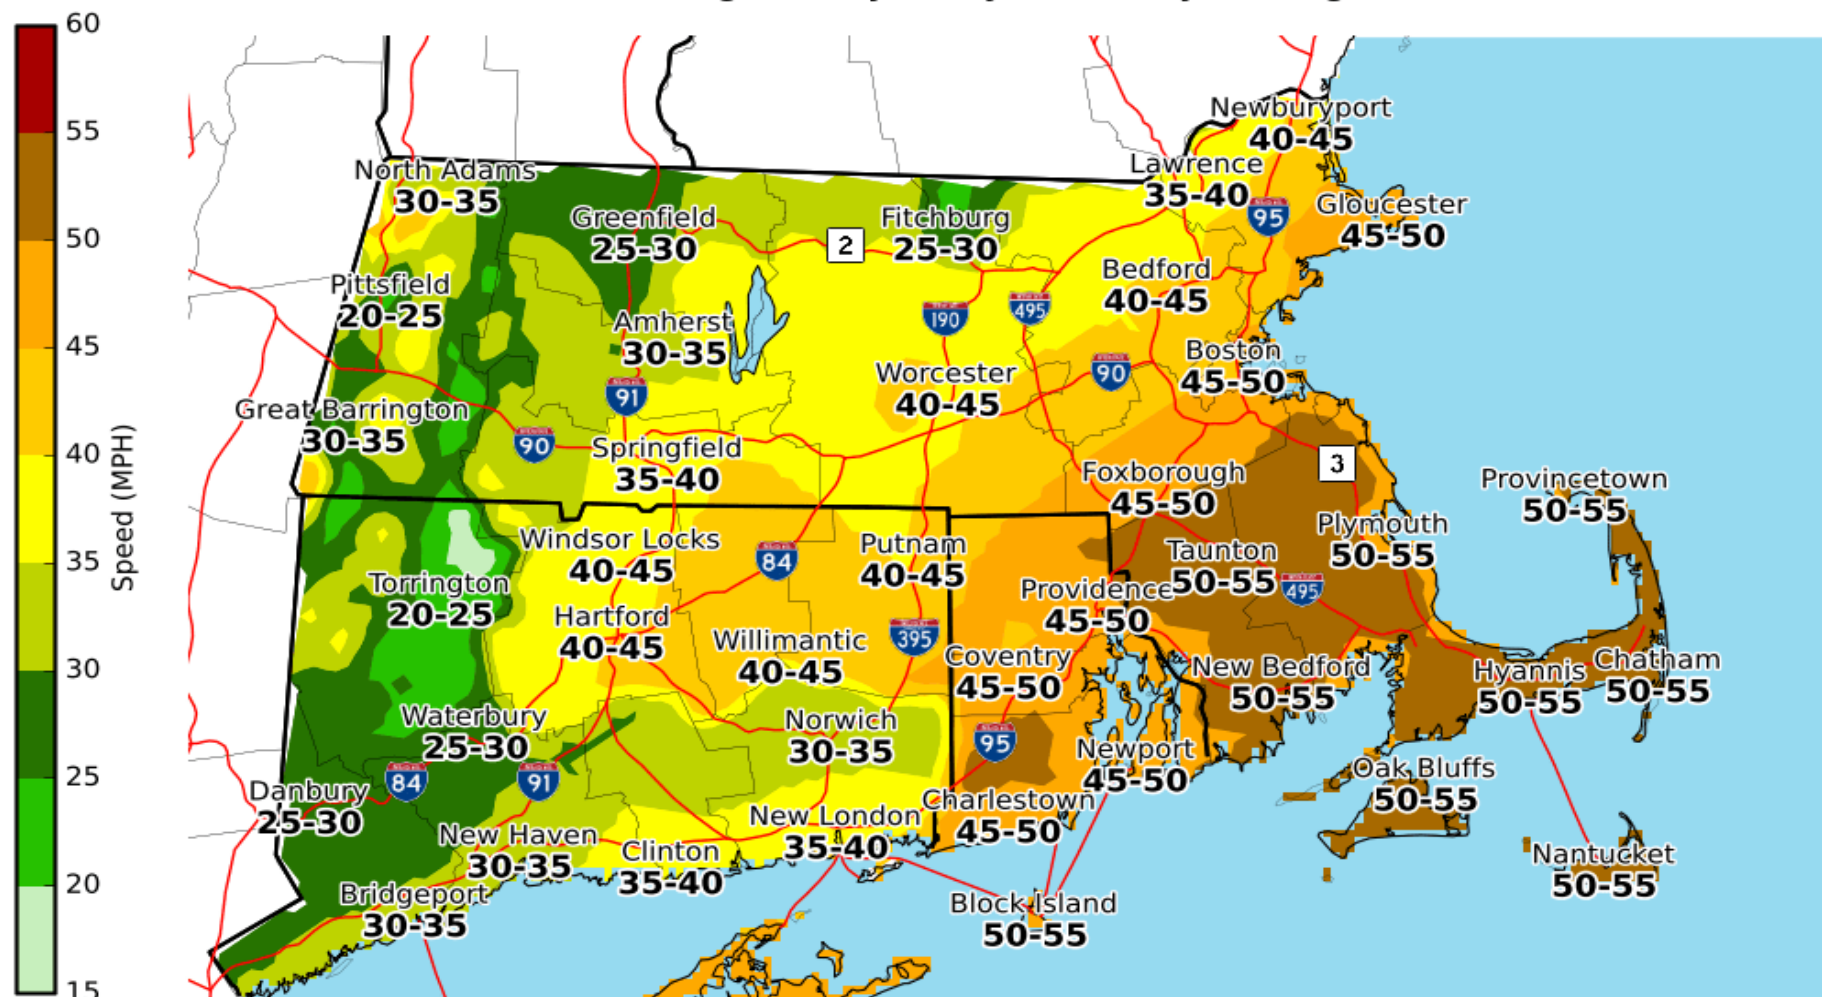 60
55
50
45
40
35
30
25
20
15
Speed (MPH)
Newburyport
40-45
Lawrence
35-40
North Adams
30-35
95
Gloucester
45-50
Greenfield
25-30
2
Fitchburg
25-30
Bedford
40-45
Pittsfield
20-25
190
495
Amherst
30-35
Boston
45-50
Worcester
40-45
90
91
Great Barrington
30-35
90
Springfield
35-40
3
Foxborough
45-50
Provincetown
50-55
Plymouth
50-55
Windsor Locks
40-45
84
Putnam
40-45
Taunton
50-55
Torrington
20-25
Providence
45-50
495
Hartford
40-45
Willimantic
40-45
395
Coventry
45-50
New Bedford
50-55
Hyannis
50-55
Chatham
50-55
Waterbury
25-30
Norwich
30-35
95
Newport
45-50
84
91
Danbury
25-30
Oak Bluffs
50-55
Charlestown
45-50
New London
35-40
New Haven
30-35
Clinton
35-40
Nantucket
50-55
Bridgeport
30-35
Block Island
50-55